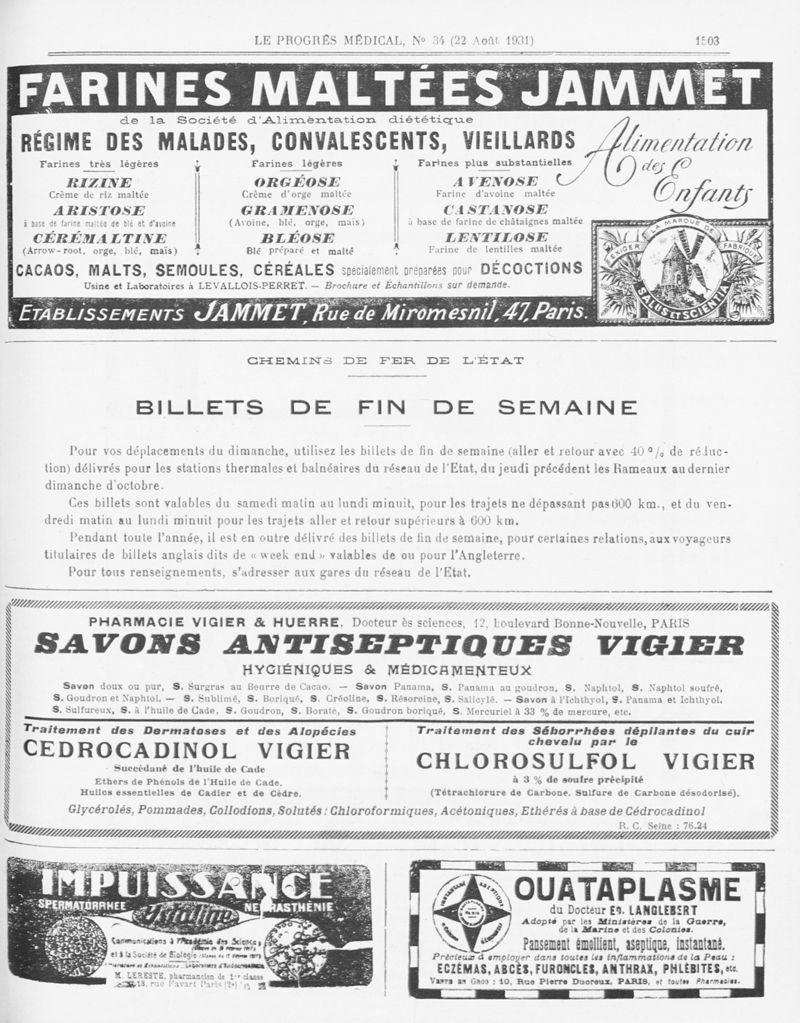 LE PROGRÈS MÉDICAL, No 34 (22 Août 1931) 1503
FARINES MALTÉES JAMMET
de la Société d'Alimentation diététique
RÉGIME DES MALADES, CONVALESCENTS, VIEILLARDS
Alimentation
des
Enfants
Farines très légères
RIZINE
Crème de riz maltée
ARISTOSE
à base de farine maltée de blé et d'avoine
CÉRÉMALTINE
(Arrow-root, orge, blé, maïs)
Farines légères
ORGÉOSE
Crème d'orge maltée
GRAMENOSE
(Avoine, blé, orge, maïs)
BLÉOSE
Blé préparé et malté
Farines plus substantielles
AVENOSE
Farine d'avoine maltée
CASTANOSE
à base de farine de châtaignes maltée
LENTILOSE
Farine de lentilles maltée
EXIGER LA MARQUE DE FABRIQUE
SALUS ET SCIENTIA
CACAOS, MALTS, SEMOULES, CÉRÉALES spécialement préparées pour DÉCOCTIONS
Usine et Laboratoires à LEVALLOIS-PERRET. — Brochure et Échantillons sur demande.
ETABLISSEMENTS JAMMET, Rue de Miromesnil, 47, Paris.
CHEMINS DE FER DE L'ÉTAT
BILLETS DE FIN DE SEMAINE
Pour vos déplacements du dimanche, utilisez les billets de fin de semaine (aller et retour avec 40 % de réduc-
tion) délivrés pour les stations thermales et balnéaires du réseau de l'Etat, du jeudi précédent les Rameaux au dernier
dimanche d'octobre.
Ces billets sont valables du samedi matin au lundi minuit, pour les trajets ne dépassant pas 600 km., et du ven-
dredi matin au lundi minuit pour les trajets aller et retour supérieurs à 600 km.
Pendant toute l'année, il est en outre délivré des billets de fin de semaine, pour certaines relations, aux voyageurs
titulaires de billets anglais dits de « week end » valables de ou pour l'Angleterre.
Pour tous renseignements, s'adresser aux gares du réseau de l'Etat.
PHARMACIE VIGIER & HUERRE, Docteur ès sciences, 12, boulevard Bonne-Nouvelle, PARIS
SAVONS ANTISEPTIQUES VIGIER
HYGIÉNIQUES & MÉDICAMENTEUX
Savon doux ou pur, S. Surgras au Beurre de Cacao. — Savon Panama, S. Panama au goudron, S. Naphtol, S. Naphtol soufré,
S. Goudron et Naphtol. — S. Sublimé, S. Boriqué, S. Créoline, S. Résorcine, S. Salicylé. — Savon à l'Ichthyol, S. Panama et Ichthyol.
S. Sulfureux, S. à l'huile de Cade, S. Goudron, S. Boraté, S. Goudron boriqué, S. Mercuriel à 33 % de mercure, etc.
Traitement des Dermatoses et des Alopécies
CEDROCADINOL VIGIER
Succédané de l'huile de Cade
Ethers de Phénols de l'Huile de Cade.
Huiles essentielles de Cadier et de Cèdre.
Traitement des Séborrhées dépilantes du cuir
chevelu par le
CHLOROSULFOL VIGIER
à 3 % de soufre précipité
(Tétrachlorure de Carbone. Sulfure de Carbone désodorisé).
Glycérolés, Pommades, Collodions, Solutés : Chloroformiques, Acétoniques, Ethérés à base de Cédrocadinol
R. C. Seine : 76.24
IMPUISSANCE
SPERMATORRHÉE NEURASTHÉNIE
Communications à l'Académie des Sciences
et à la Société de Biologie
M. LERESTE, pharmacien de 1re classe
13, rue Favart Paris (2e)
OUATAPLASME
du Docteur ED. LANGLEBERT
Adopté par les Ministères de la Guerre,
de la Marine et des Colonies.
Pansement émollient, aseptique, instantané.
Précieux à employer dans toutes les inflammations de la Peau :
ECZÉMAS, ABCÈS, FURONCLES, ANTHRAX, PHLÉBITES, etc.
VENTE EN GROS : 10, RUE PIERRE DUCREUX, PARIS, et toutes Pharmacies.